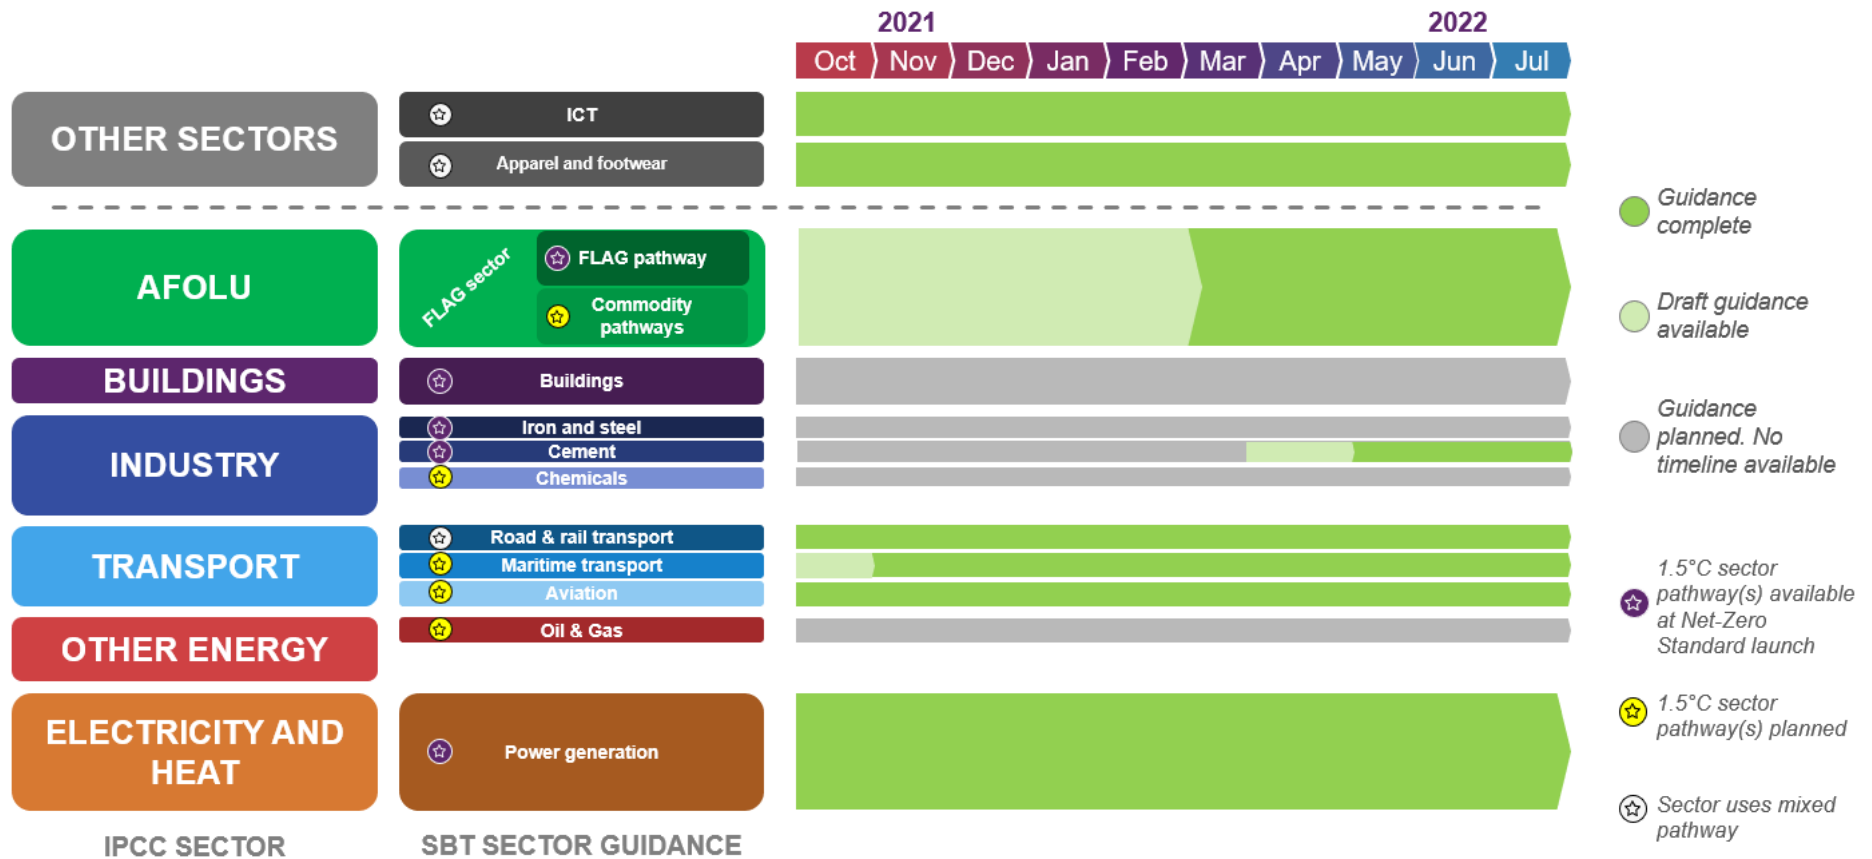 2021
2022
Oct
Nov
Dec
Jan
Feb
Mar
Apr
May
Jun
Jul
OTHER SECTORS
ICT
Apparel and footwear
AFOLU
FLAG sector
FLAG pathway
Commodity
pathways
BUILDINGS
Buildings
INDUSTRY
Iron and steel
Cement
Chemicals
TRANSPORT
Road & rail transport
Maritime transport
Aviation
OTHER ENERGY
Oil & Gas
ELECTRICITY AND
HEAT
Power generation
IPCC SECTOR
SBT SECTOR GUIDANCE
Guidance
complete
Draft guidance
available
Guidance
planned. No
timeline available
1.5°C sector
pathway(s) available
at Net-Zero
Standard launch
1.5°C sector
pathway(s) planned
Sector uses mixed
pathway